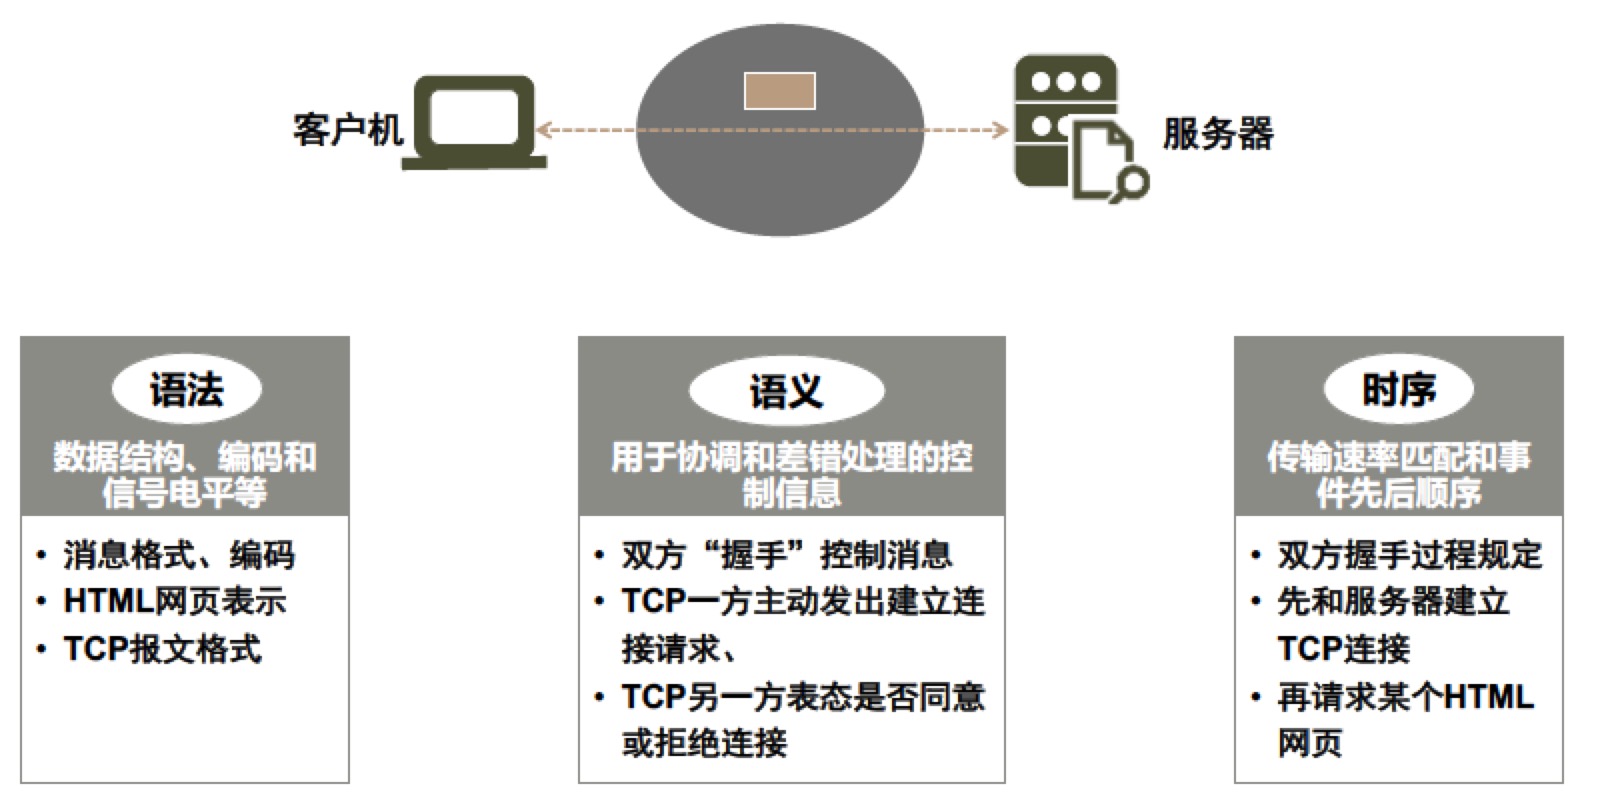 客户机
服务器
语法
数据结构、编码和
信号电平等
• 消息格式、编码
• HTML网页表示
• TCP报文格式
语义
用于协调和差错处理的控
制信息
• 双方“握手”控制消息
• TCP一方主动发出建立连
接请求、
• TCP另一方表态是否同意
或拒绝连接
时序
传输速率匹配和事
件先后顺序
• 双方握手过程规定
• 先和服务器建立
TCP连接
• 再请求某个HTML
网页